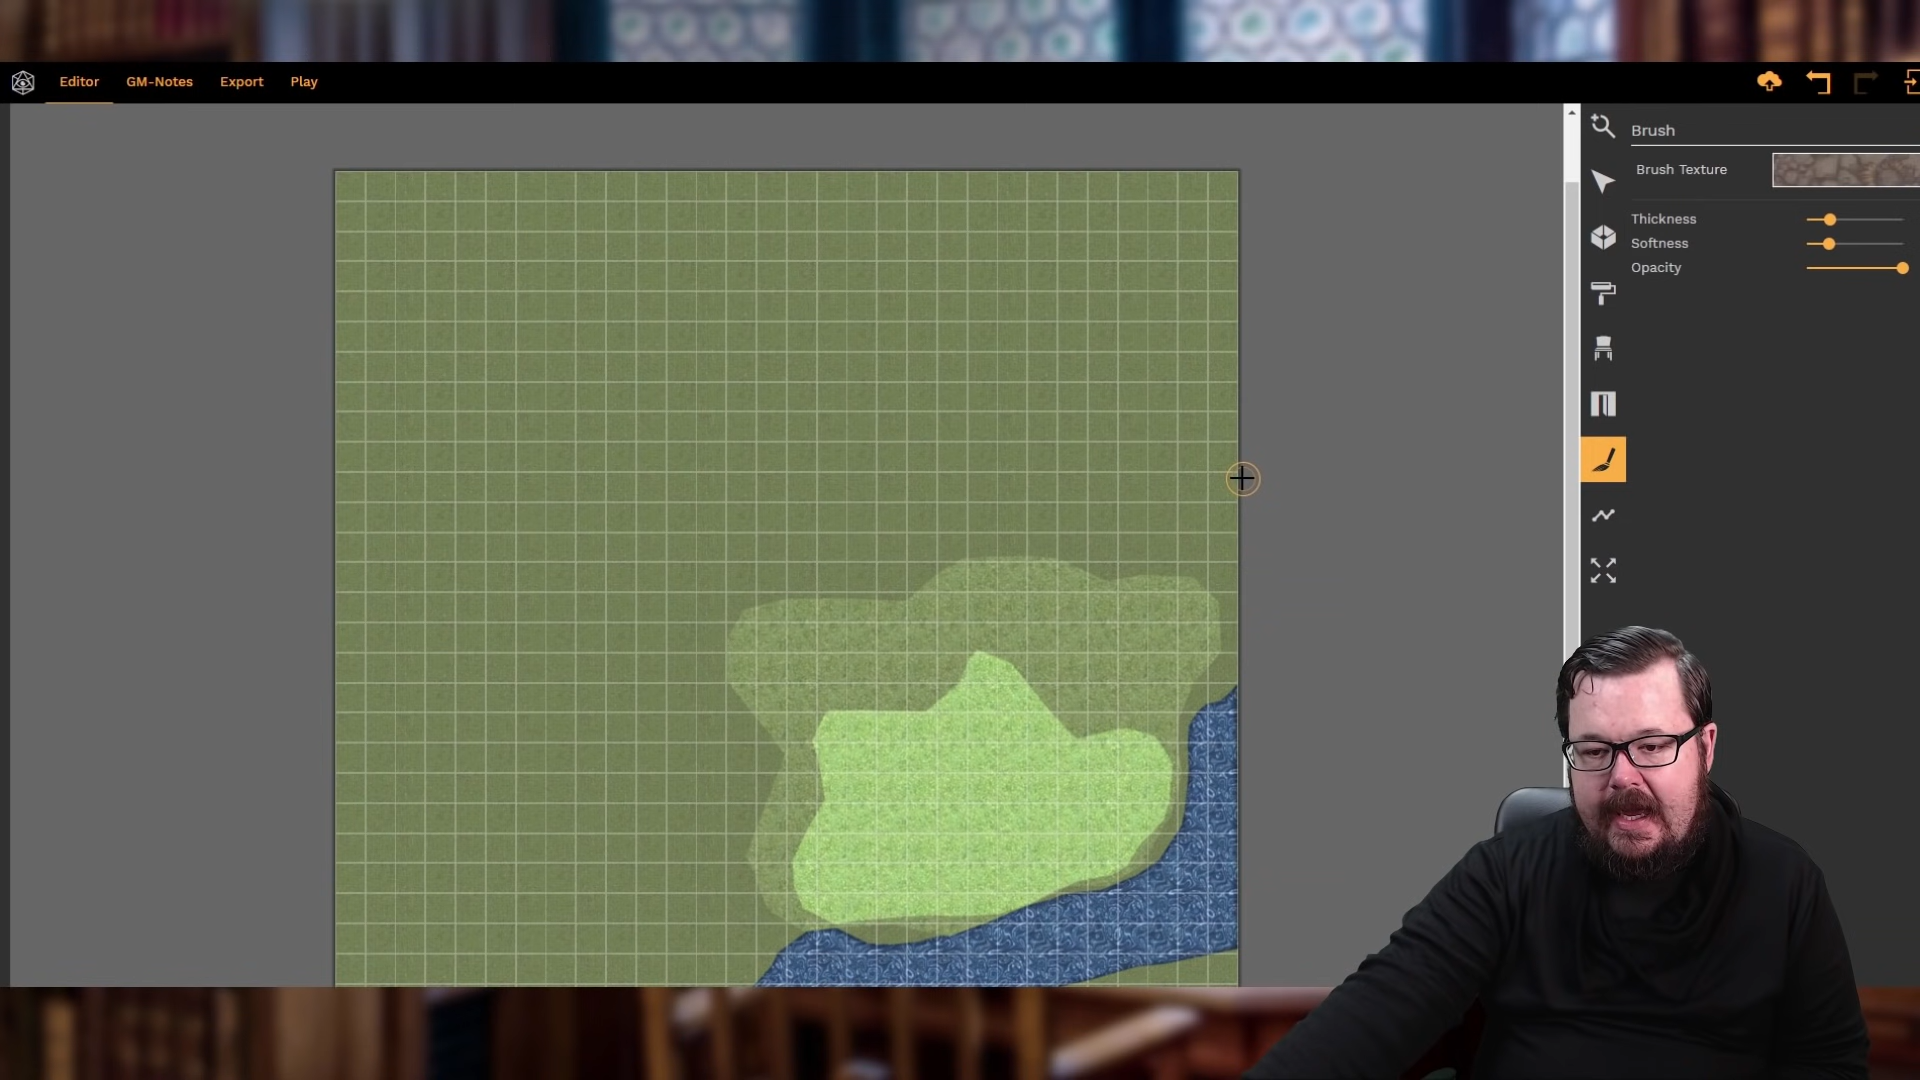 Editor GM-Notes Export Play
Brush
Brush Texture
Thickness
Softness
Opacity